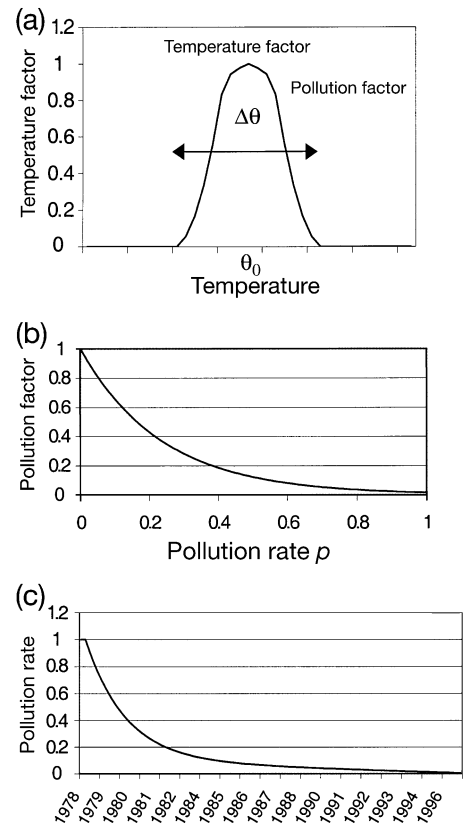 (a)
1.2
1
0.8
0.6
0.4
0.2
0
Temperature factor
Temperature factor
Pollution factor
Δθ
θ0
Temperature
(b)
1
0.8
0.6
0.4
0.2
0
Pollution factor
0 0.2 0.4 0.6 0.8 1
Pollution rate p
(c)
1.2
1
0.8
0.6
0.4
0.2
0
Pollution rate
1978 1979 1980 1981 1982 1984 1985 1986 1987 1988 1990 1991 1992 1993 1994 1996